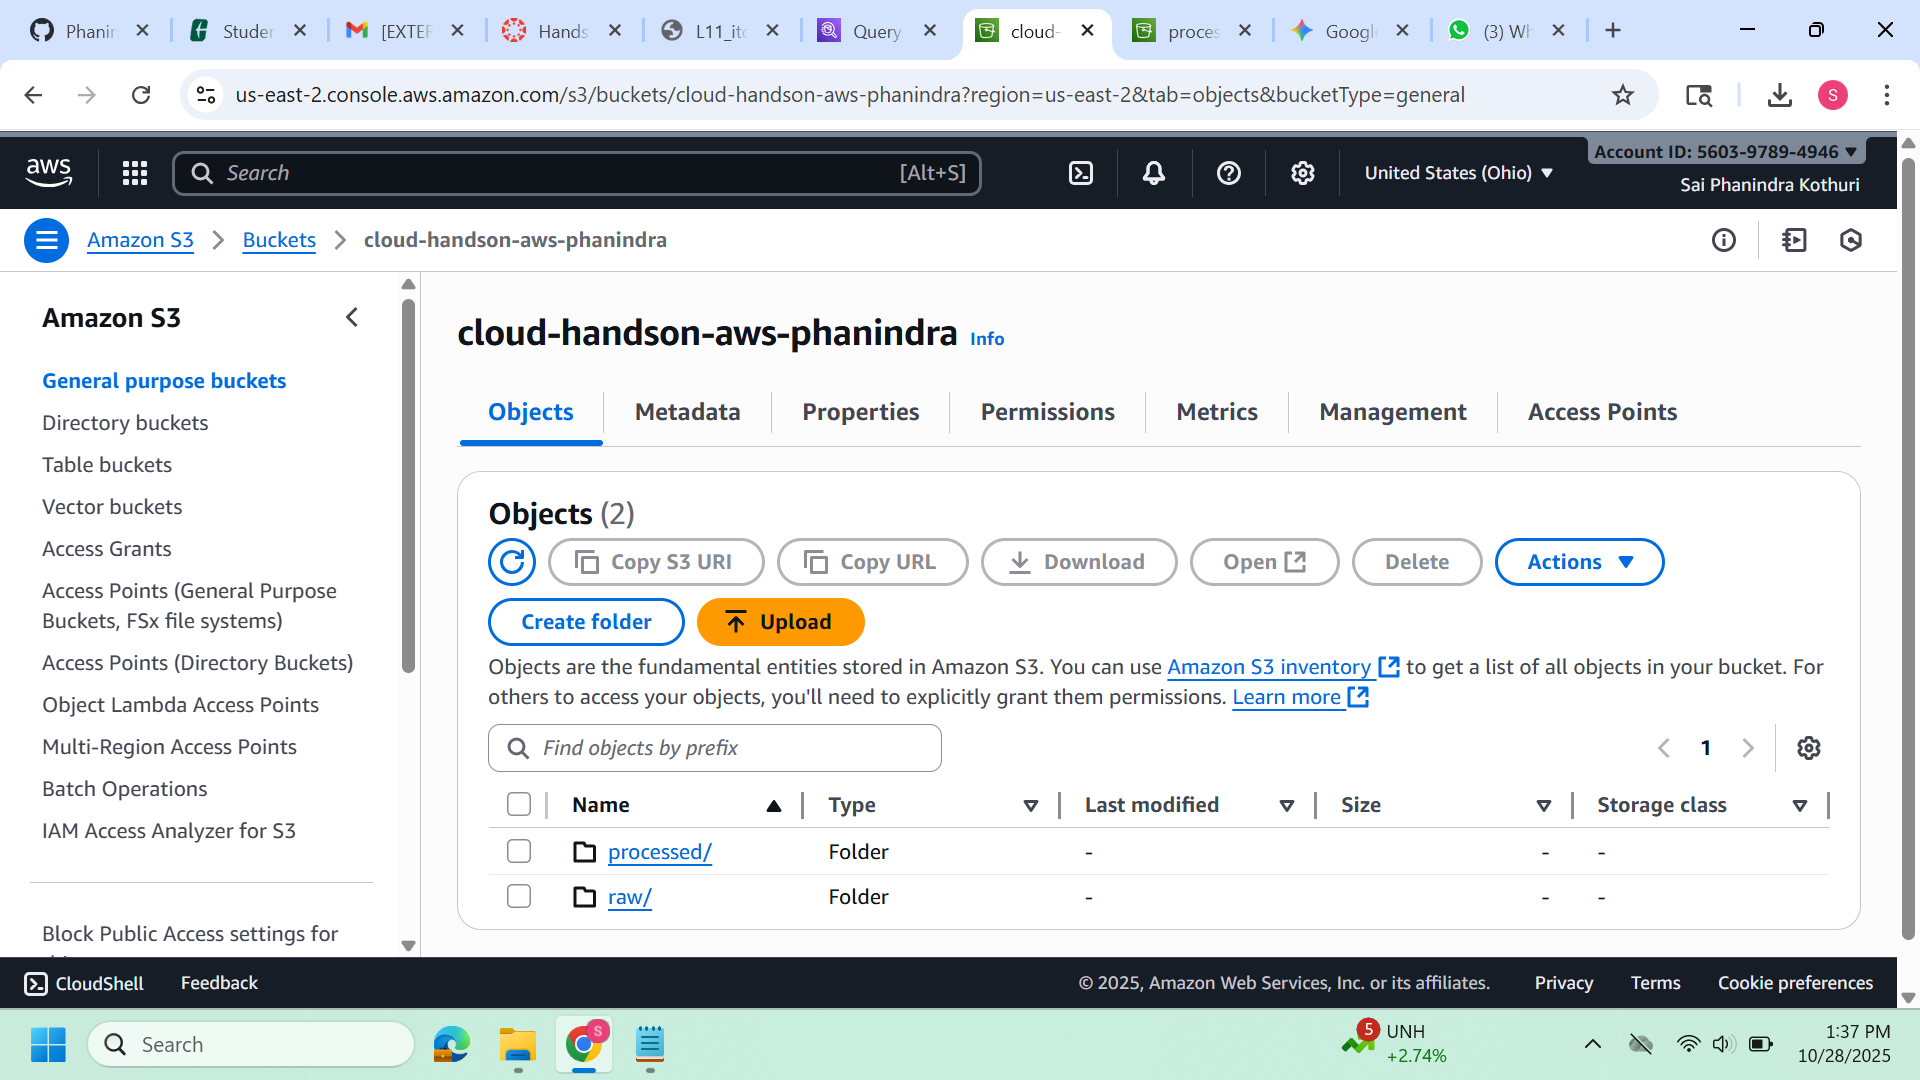 Phanin
Studer
[EXTER
Hands
L11_ito
Query
cloud-
proces
Google
(3) Wh
us-east-2.console.aws.amazon.com/s3/buckets/cloud-handson-aws-phanindra?region=us-east-2&tab=objects&bucketType=general
S
aws
Search
[Alt+S]
United States (Ohio)
Account ID: 5603-9789-4946
Sai Phanindra Kothuri
Amazon S3
Buckets
cloud-handson-aws-phanindra
Amazon S3
General purpose buckets
Directory buckets
Table buckets
Vector buckets
Access Grants
Access Points (General Purpose
Buckets, FSx file systems)
Access Points (Directory Buckets)
Object Lambda Access Points
Multi-Region Access Points
Batch Operations
IAM Access Analyzer for S3
Block Public Access settings for
cloud-handson-aws-phanindra Info
Objects
Metadata
Properties
Permissions
Metrics
Management
Access Points
Objects (2)
Copy S3 URI
Copy URL
Download
Open
Delete
Actions
Create folder
Upload
Objects are the fundamental entities stored in Amazon S3. You can use Amazon S3 inventory to get a list of all objects in your bucket. For
others to access your objects, you'll need to explicitly grant them permissions. Learn more
Find objects by prefix
1
Name Type Last modified Size Storage class
processed/ Folder - - -
raw/ Folder - - -
CloudShell
Feedback
© 2025, Amazon Web Services, Inc. or its affiliates.
Privacy
Terms
Cookie preferences
Search
S
5
UNH
+2.74%
1:37 PM
10/28/2025